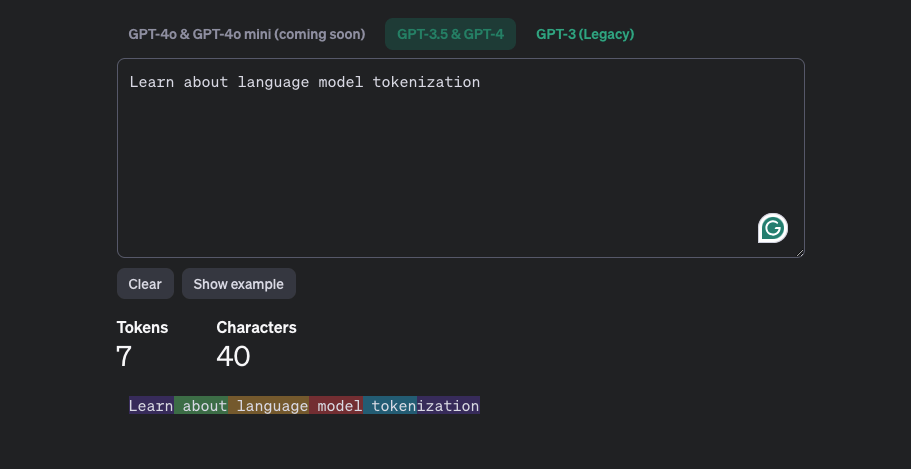 GPT-4o & GPT-4o mini (coming soon) GPT-3.5 & GPT-4 GPT-3 (Legacy)
Learn about language model tokenization
G
Clear Show example
Tokens Characters
7 40
Learn about language model tokenization